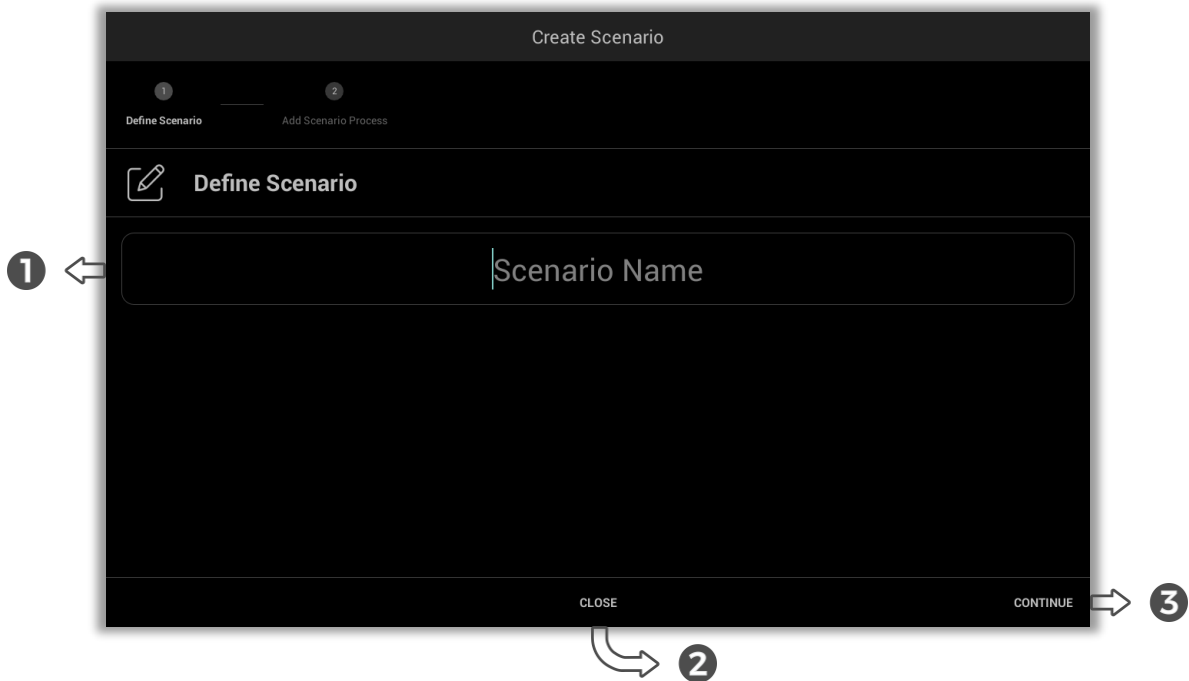 Create Scenario
1 2
Define Scenario Add Scenario Process
Define Scenario
1
Scenario Name
CLOSE CONTINUE 3
2